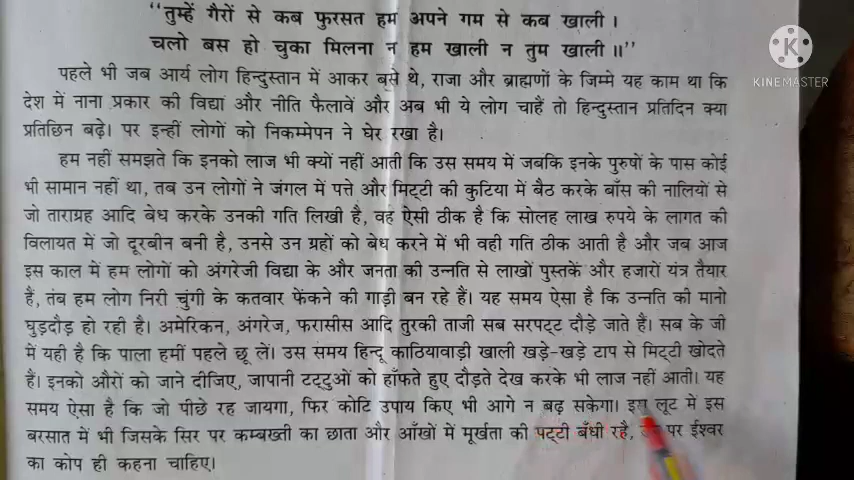 “तुम्हें गैरों से कब फुरसत हम अपने गम से कब खाली ।
चलो बस हो चुका मिलना न हम खाली न तुम खाली ॥”
पहले भी जब आर्य लोग हिन्दुस्तान में आकर बसे थे, राजा और ब्राह्मणों के जिम्मे यह काम था कि
देश में नाना प्रकार की विद्या और नीति फैलावें और अब भी ये लोग चाहें तो हिन्दुस्तान प्रतिदिन क्या
प्रतिछिन बढ़े। पर इन्हीं लोगों को निकम्मेपन ने घेर रखा है।
हम नहीं समझते कि इनको लाज भी क्यों नहीं आती कि उस समय में जबकि इनके पुरुषों के पास कोई
भी सामान नहीं था, तब उन लोगों ने जंगल में पत्ते और मिट्टी की कुटिया में बैठ करके बाँस की नालियों से
जो ताराग्रह आदि बेध करके उनकी गति लिखी है, वह ऐसी ठीक है कि सोलह लाख रुपये के लागत की
विलायत में जो दूरबीन बनी है, उनसे उन ग्रहों को बेध करने में भी वही गति ठीक आती है और जब आज
इस काल में हम लोगों को अंगरेजी विद्या के और जनता की उन्नति से लाखों पुस्तकें और हजारों यंत्र तैयार
हैं, तब हम लोग निरी चुंगी के कतवार फेंकने की गाड़ी बन रहे हैं। यह समय ऐसा है कि उन्नति की मानो
घुड़दौड़ हो रही है। अमेरिकन, अंगरेज, फरासीस आदि तुरकी ताजी सब सरपट्ट दौड़े जाते हैं। सब के जी
में यही है कि पाला हमीं पहले छू लें। उस समय हिन्दू काठियावाड़ी खाली खड़े-खड़े टाप से मिट्टी खोदते
हैं। इनको औरों को जाने दीजिए, जापानी टट्टुओं को हाँफते हुए दौड़ते देख करके भी लाज नहीं आती। यह
समय ऐसा है कि जो पीछे रह जायगा, फिर कोटि उपाय किए भी आगे न बढ़ सकेगा। इस लूट में इस
बरसात में भी जिसके सिर पर कम्बख्ती का छाता और आँखों में मूर्खता की पट्टी बँधी रहै, पर ईश्वर
का कोप ही कहना चाहिए।
KINEMASTER